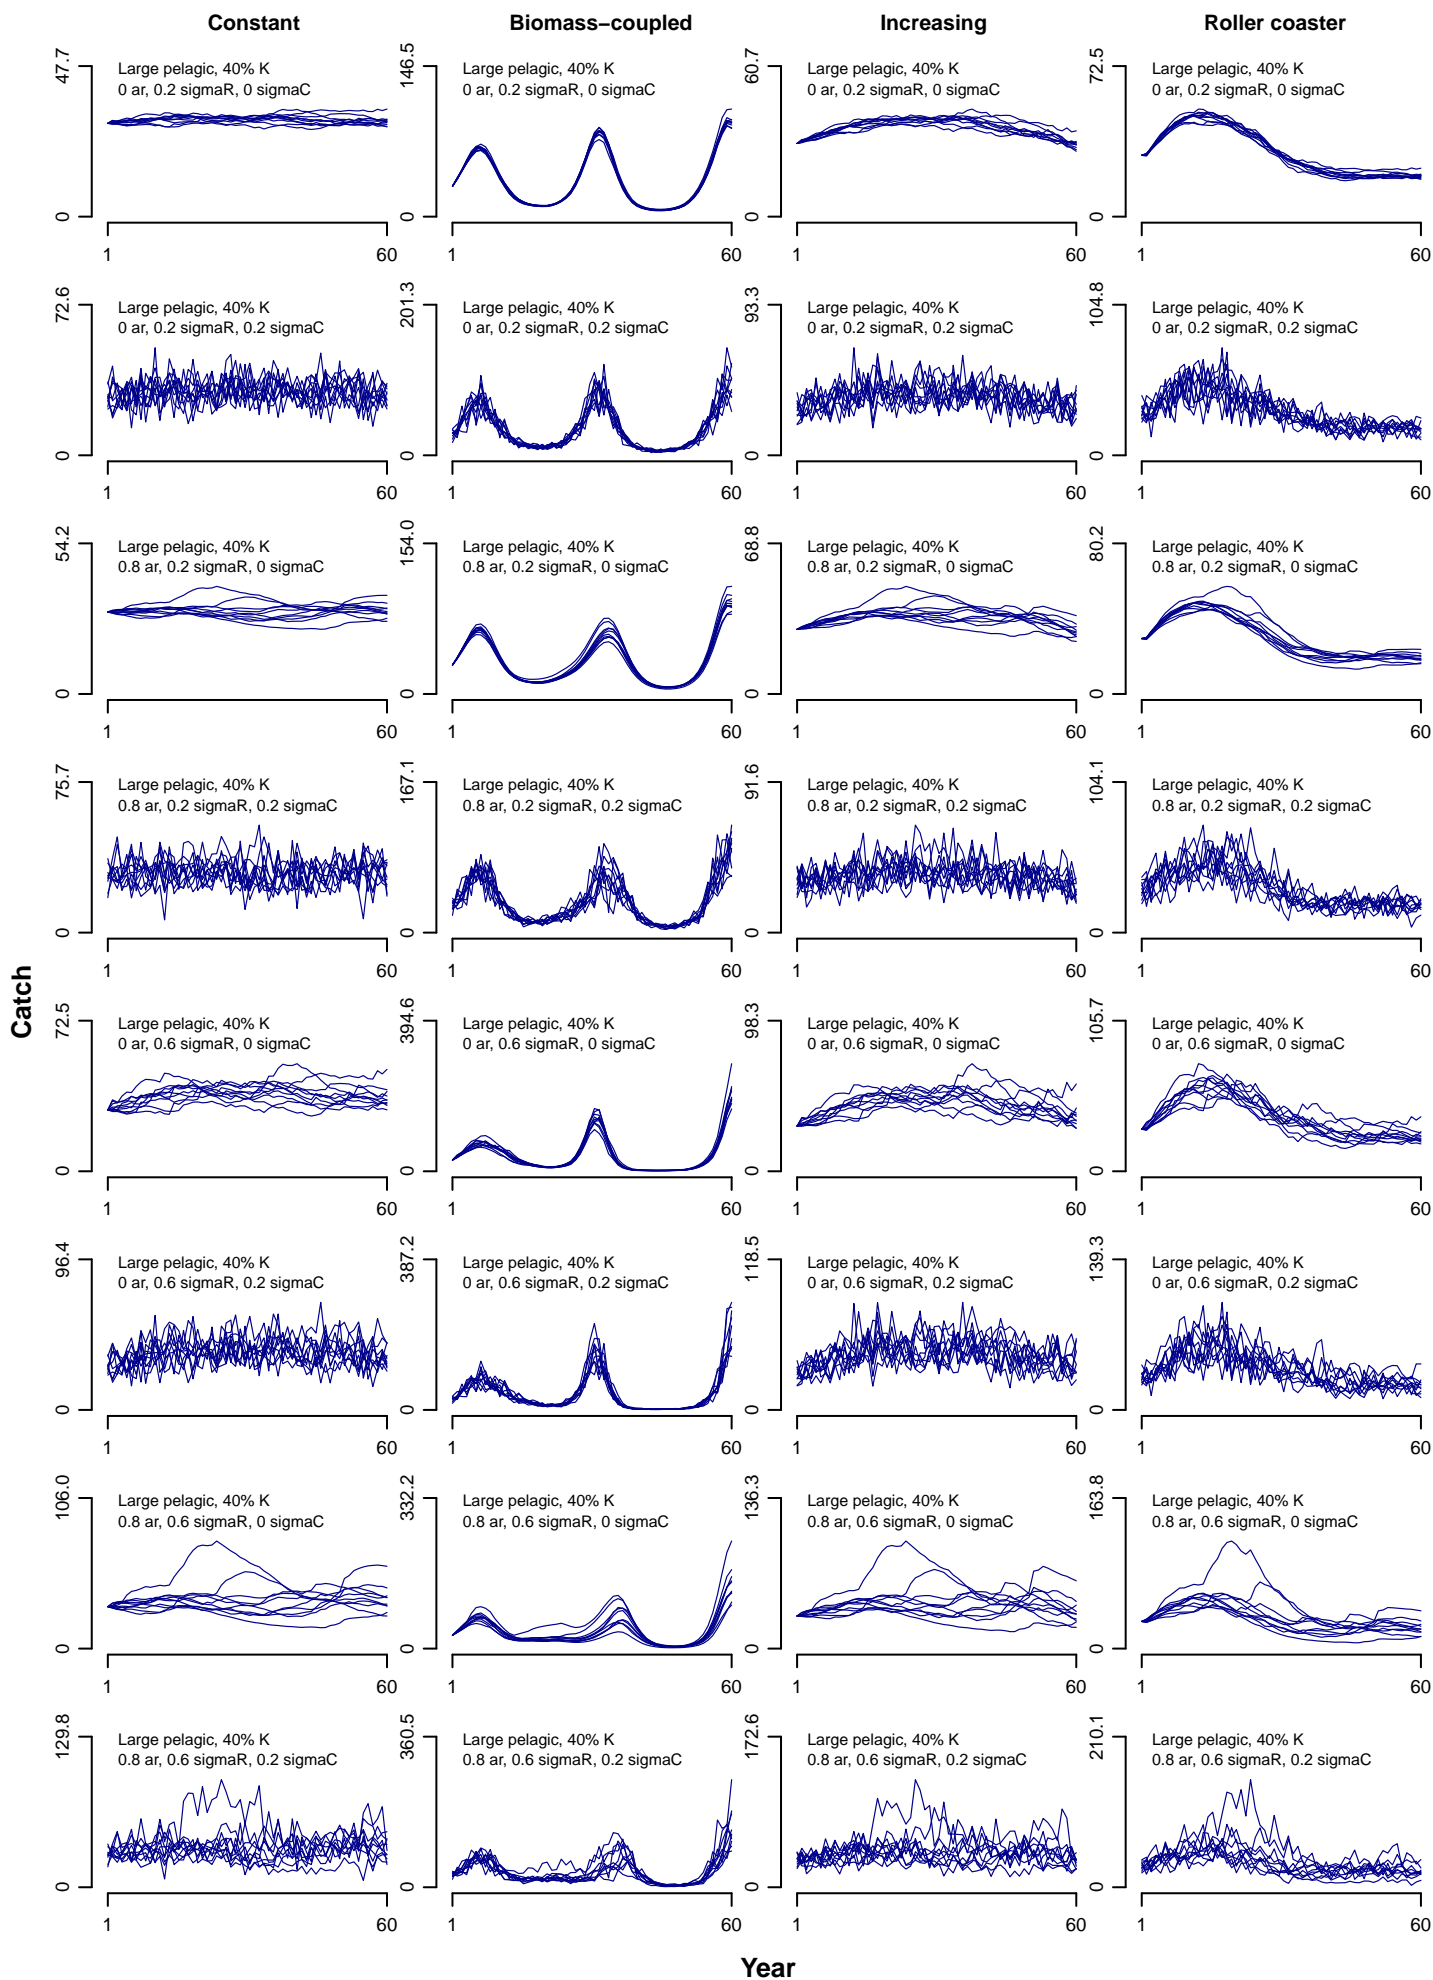 Constant Biomass−coupled Increasing Roller coaster
47.7 146.5 60.7 72.5
Large pelagic, 40% K Large pelagic, 40% K Large pelagic, 40% K Large pelagic, 40% K
0 ar, 0.2 sigmaR, 0 sigmaC 0 ar, 0.2 sigmaR, 0 sigmaC 0 ar, 0.2 sigmaR, 0 sigmaC 0 ar, 0.2 sigmaR, 0 sigmaC
0 0 0 0
1 60 1 60 1 60 1 60
72.6 201.3 93.3 104.8
Large pelagic, 40% K Large pelagic, 40% K Large pelagic, 40% K Large pelagic, 40% K
0 ar, 0.2 sigmaR, 0.2 sigmaC 0 ar, 0.2 sigmaR, 0.2 sigmaC 0 ar, 0.2 sigmaR, 0.2 sigmaC 0 ar, 0.2 sigmaR, 0.2 sigmaC
0 0 0 0
1 60 1 60 1 60 1 60
54.2 154.0 68.8 80.2
Large pelagic, 40% K Large pelagic, 40% K Large pelagic, 40% K Large pelagic, 40% K
0.8 ar, 0.2 sigmaR, 0 sigmaC 0.8 ar, 0.2 sigmaR, 0 sigmaC 0.8 ar, 0.2 sigmaR, 0 sigmaC 0.8 ar, 0.2 sigmaR, 0 sigmaC
0 0 0 0
1 60 1 60 1 60 1 60
75.7 167.1 91.6 104.1
Large pelagic, 40% K Large pelagic, 40% K Large pelagic, 40% K Large pelagic, 40% K
0.8 ar, 0.2 sigmaR, 0.2 sigmaC 0.8 ar, 0.2 sigmaR, 0.2 sigmaC 0.8 ar, 0.2 sigmaR, 0.2 sigmaC 0.8 ar, 0.2 sigmaR, 0.2 sigmaC
0 0 0 0
1 60 1 60 1 60 1 60
Catch
72.5 394.6 98.3 105.7
Large pelagic, 40% K Large pelagic, 40% K Large pelagic, 40% K Large pelagic, 40% K
0 ar, 0.6 sigmaR, 0 sigmaC 0 ar, 0.6 sigmaR, 0 sigmaC 0 ar, 0.6 sigmaR, 0 sigmaC 0 ar, 0.6 sigmaR, 0 sigmaC
0 0 0 0
1 60 1 60 1 60 1 60
96.4 387.2 118.5 139.3
Large pelagic, 40% K Large pelagic, 40% K Large pelagic, 40% K Large pelagic, 40% K
0 ar, 0.6 sigmaR, 0.2 sigmaC 0 ar, 0.6 sigmaR, 0.2 sigmaC 0 ar, 0.6 sigmaR, 0.2 sigmaC 0 ar, 0.6 sigmaR, 0.2 sigmaC
0 0 0 0
1 60 1 60 1 60 1 60
106.0 332.2 136.3 163.8
Large pelagic, 40% K Large pelagic, 40% K Large pelagic, 40% K Large pelagic, 40% K
0.8 ar, 0.6 sigmaR, 0 sigmaC 0.8 ar, 0.6 sigmaR, 0 sigmaC 0.8 ar, 0.6 sigmaR, 0 sigmaC 0.8 ar, 0.6 sigmaR, 0 sigmaC
0 0 0 0
1 60 1 60 1 60 1 60
129.8 360.5 172.6 210.1
Large pelagic, 40% K Large pelagic, 40% K Large pelagic, 40% K Large pelagic, 40% K
0.8 ar, 0.6 sigmaR, 0.2 sigmaC 0.8 ar, 0.6 sigmaR, 0.2 sigmaC 0.8 ar, 0.6 sigmaR, 0.2 sigmaC 0.8 ar, 0.6 sigmaR, 0.2 sigmaC
0 0 0 0
1 60 1 60 1 60 1 60
Year